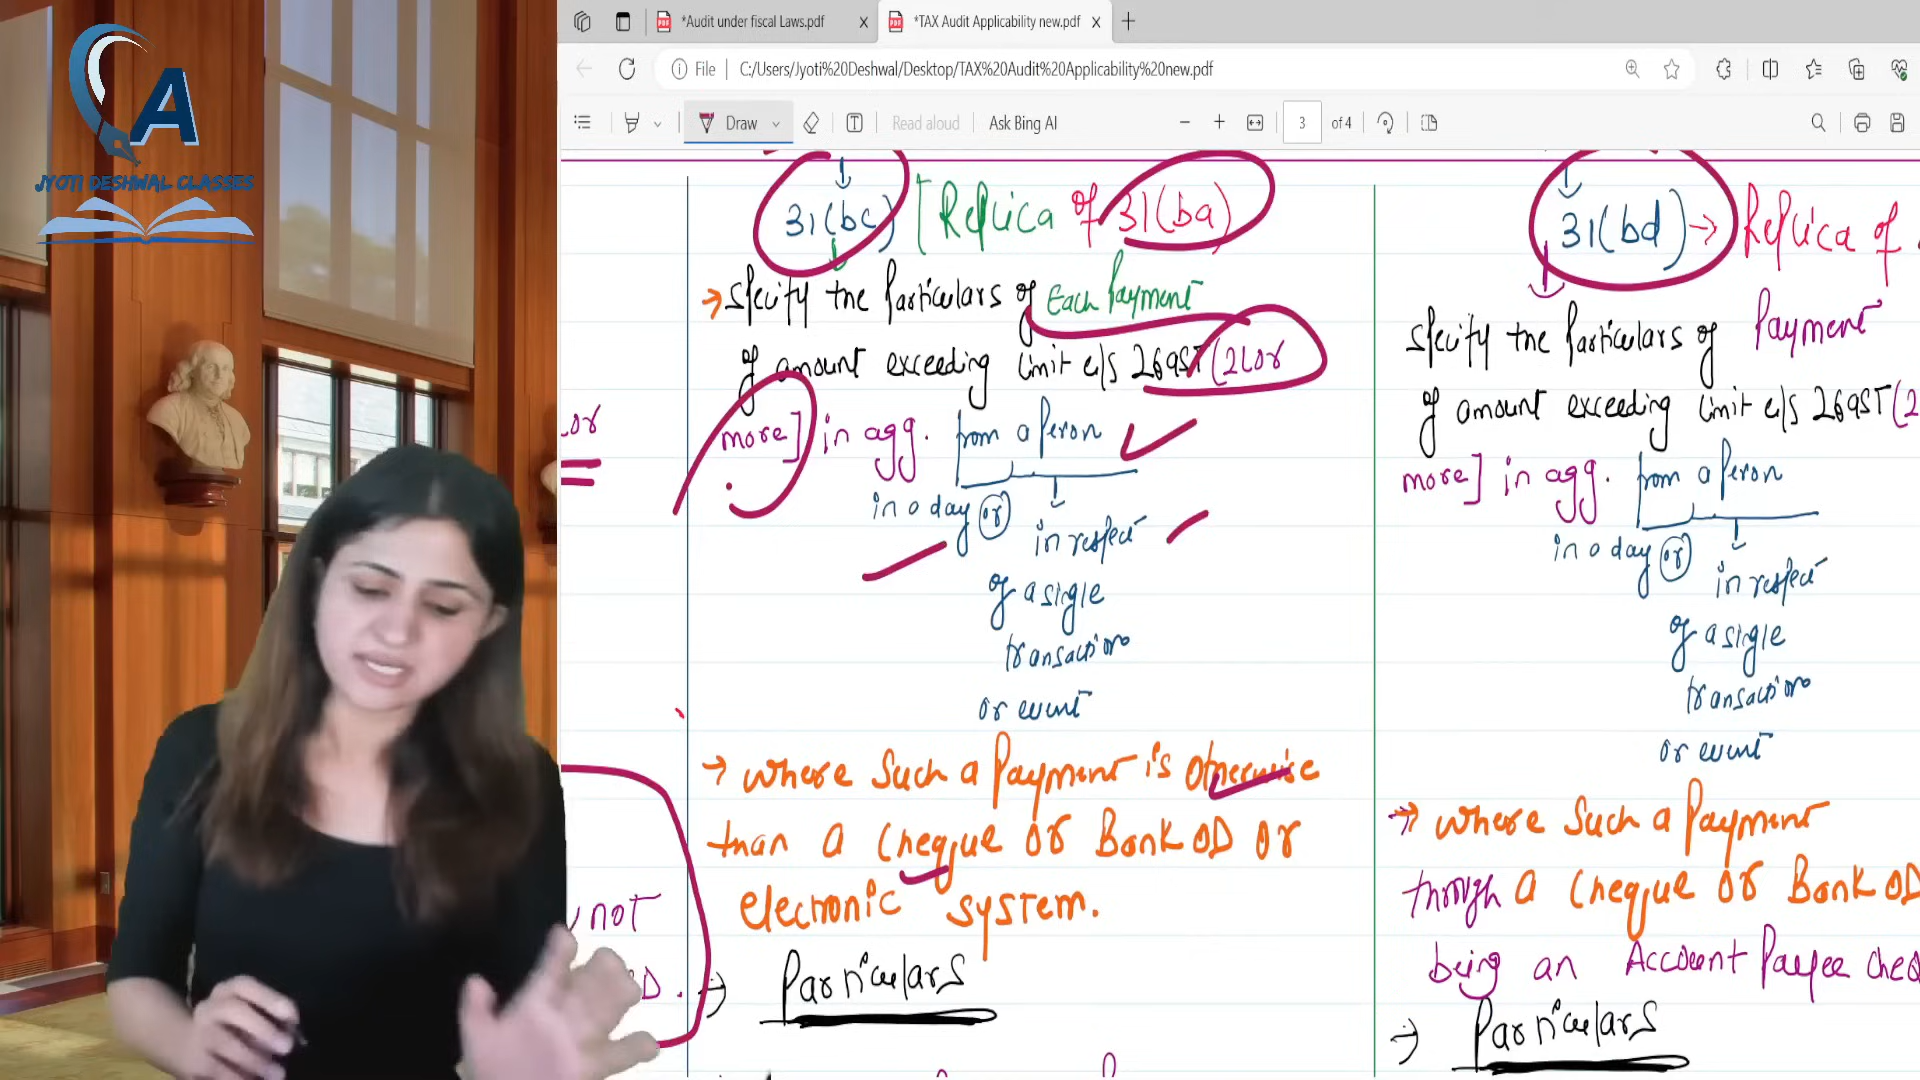 JYOTI DESHWAL CLASSES
*Audit under fiscal Laws.pdf
*TAX Audit Applicability new.pdf
File C:/Users/Jyoti%20Deshwal/Desktop/TAX%20Audit%20Applicability%20new.pdf
Draw Read aloud Ask Bing AI 3 of 4
31(bc) [Replica of 31(ba)
→ Specify the Particulars of Each Payment
of amount exceeding limit u/s 269ST (2L or
more] in agg. from a person
in a day or in respect
of a single
transaction
or event
→ where such a Payment is otherwise
than a cheque or Bank OD or
electronic system.
→ Particulars
or
not
D.
31(bd) → Replica of
Specify the Particulars of Payment
of amount exceeding limit u/s 269ST (2
more] in agg. from a person
in a day or in respect
of a single
transaction
or event
→ where such a Payment
through a cheque or Bank OD
being an Account Payee
→ Particulars